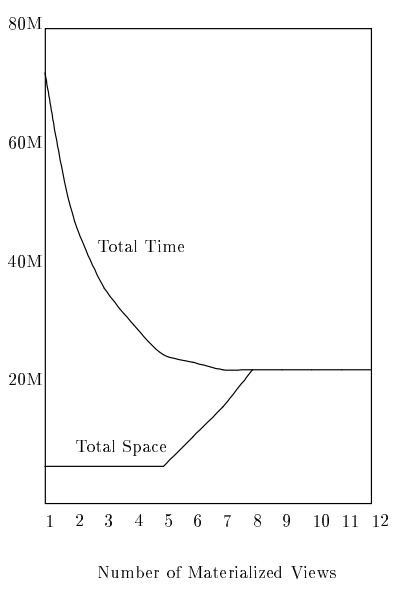 80M
60M
Total Time
40M
20M
Total Space
1 2 3 4 5 6 7 8 9 10 11 12
Number of Materialized Views